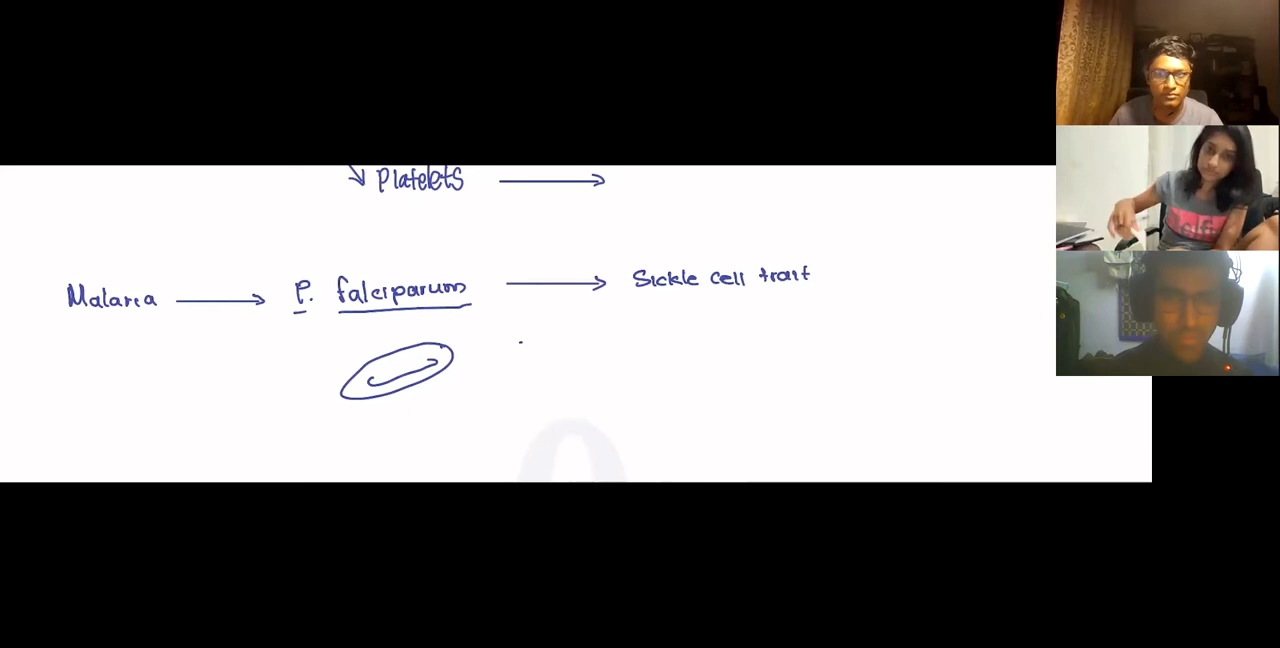 ↓ Platelets →
Malaria → P. falciparum → Sickle cell trait